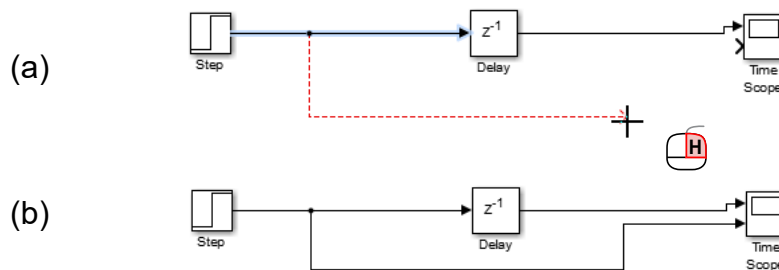 z-1
(a)
Step
Delay
Time
Scope
H
z-1
(b)
Step
Delay
Time
Scope